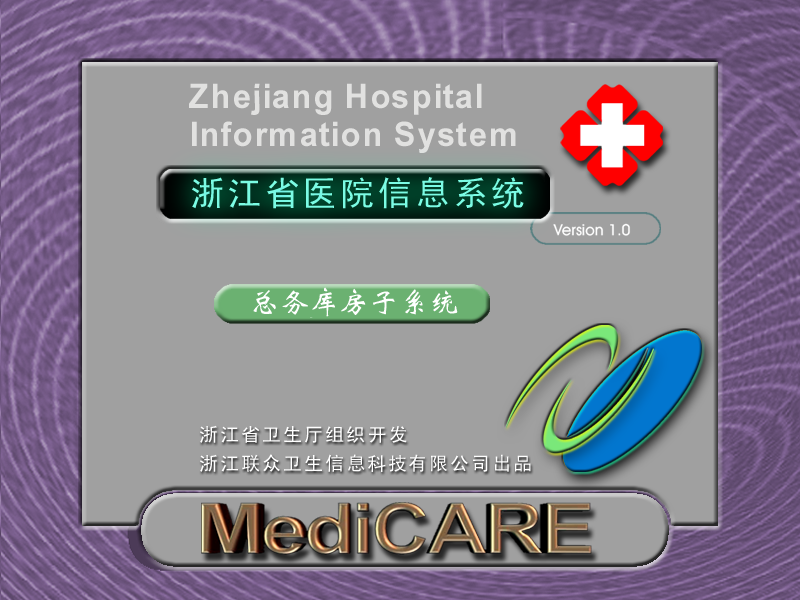 Zhejiang Hospital
Information System
浙江省医院信息系统
Version 1.0
总务库房子系统
浙江省卫生厅组织开发
浙江联众卫生信息科技有限公司出品
MediCARE